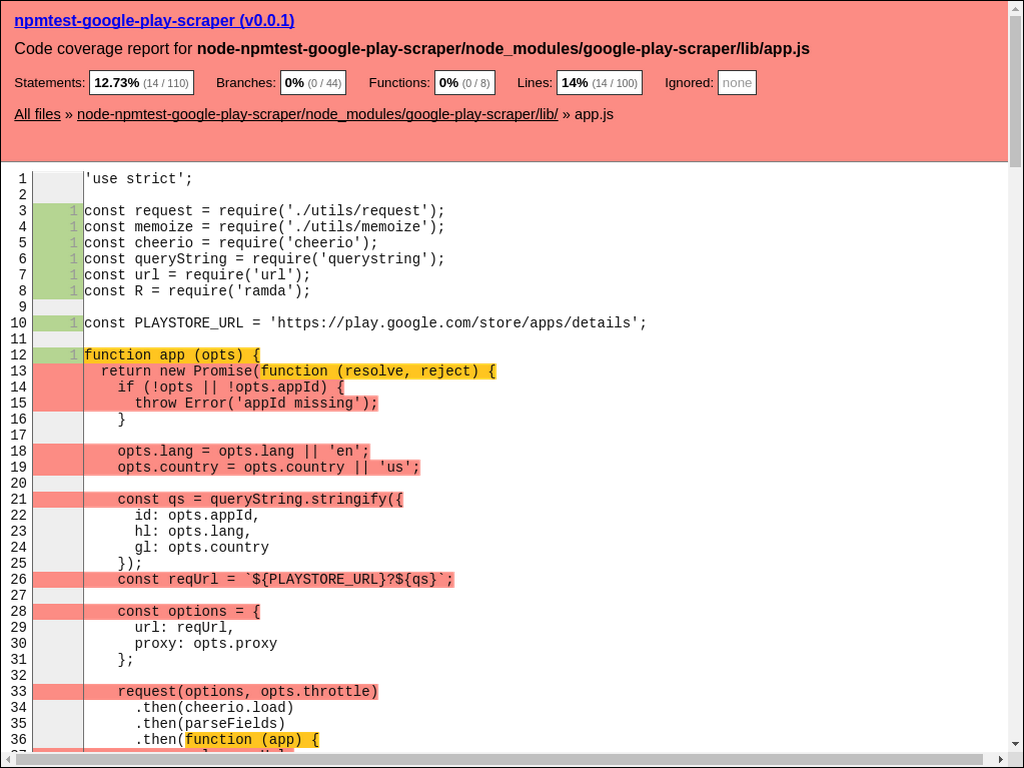 npmtest-google-play-scraper (v0.0.1)
Code coverage report for node-npmtest-google-play-scraper/node_modules/google-play-scraper/lib/app.js
Statements: 12.73% (14 / 110) Branches: 0% (0 / 44) Functions: 0% (0 / 8) Lines: 14% (14 / 100) Ignored: none
All files » node-npmtest-google-play-scraper/node_modules/google-play-scraper/lib/ » app.js
1 'use strict';
2
3 1 const request = require('./utils/request');
4 1 const memoize = require('./utils/memoize');
5 1 const cheerio = require('cheerio');
6 1 const queryString = require('querystring');
7 1 const url = require('url');
8 1 const R = require('ramda');
9
10 1 const PLAYSTORE_URL = 'https://play.google.com/store/apps/details';
11
12 1 function app (opts) {
13 return new Promise(function (resolve, reject) {
14 if (!opts || !opts.appId) {
15 throw Error('appId missing');
16 }
17
18 opts.lang = opts.lang || 'en';
19 opts.country = opts.country || 'us';
20
21 const qs = queryString.stringify({
22 id: opts.appId,
23 hl: opts.lang,
24 gl: opts.country
25 });
26 const reqUrl = `${PLAYSTORE_URL}?${qs}`;
27
28 const options = {
29 url: reqUrl,
30 proxy: opts.proxy
31 };
32
33 request(options, opts.throttle)
34 .then(cheerio.load)
35 .then(parseFields)
36 .then(function (app) {